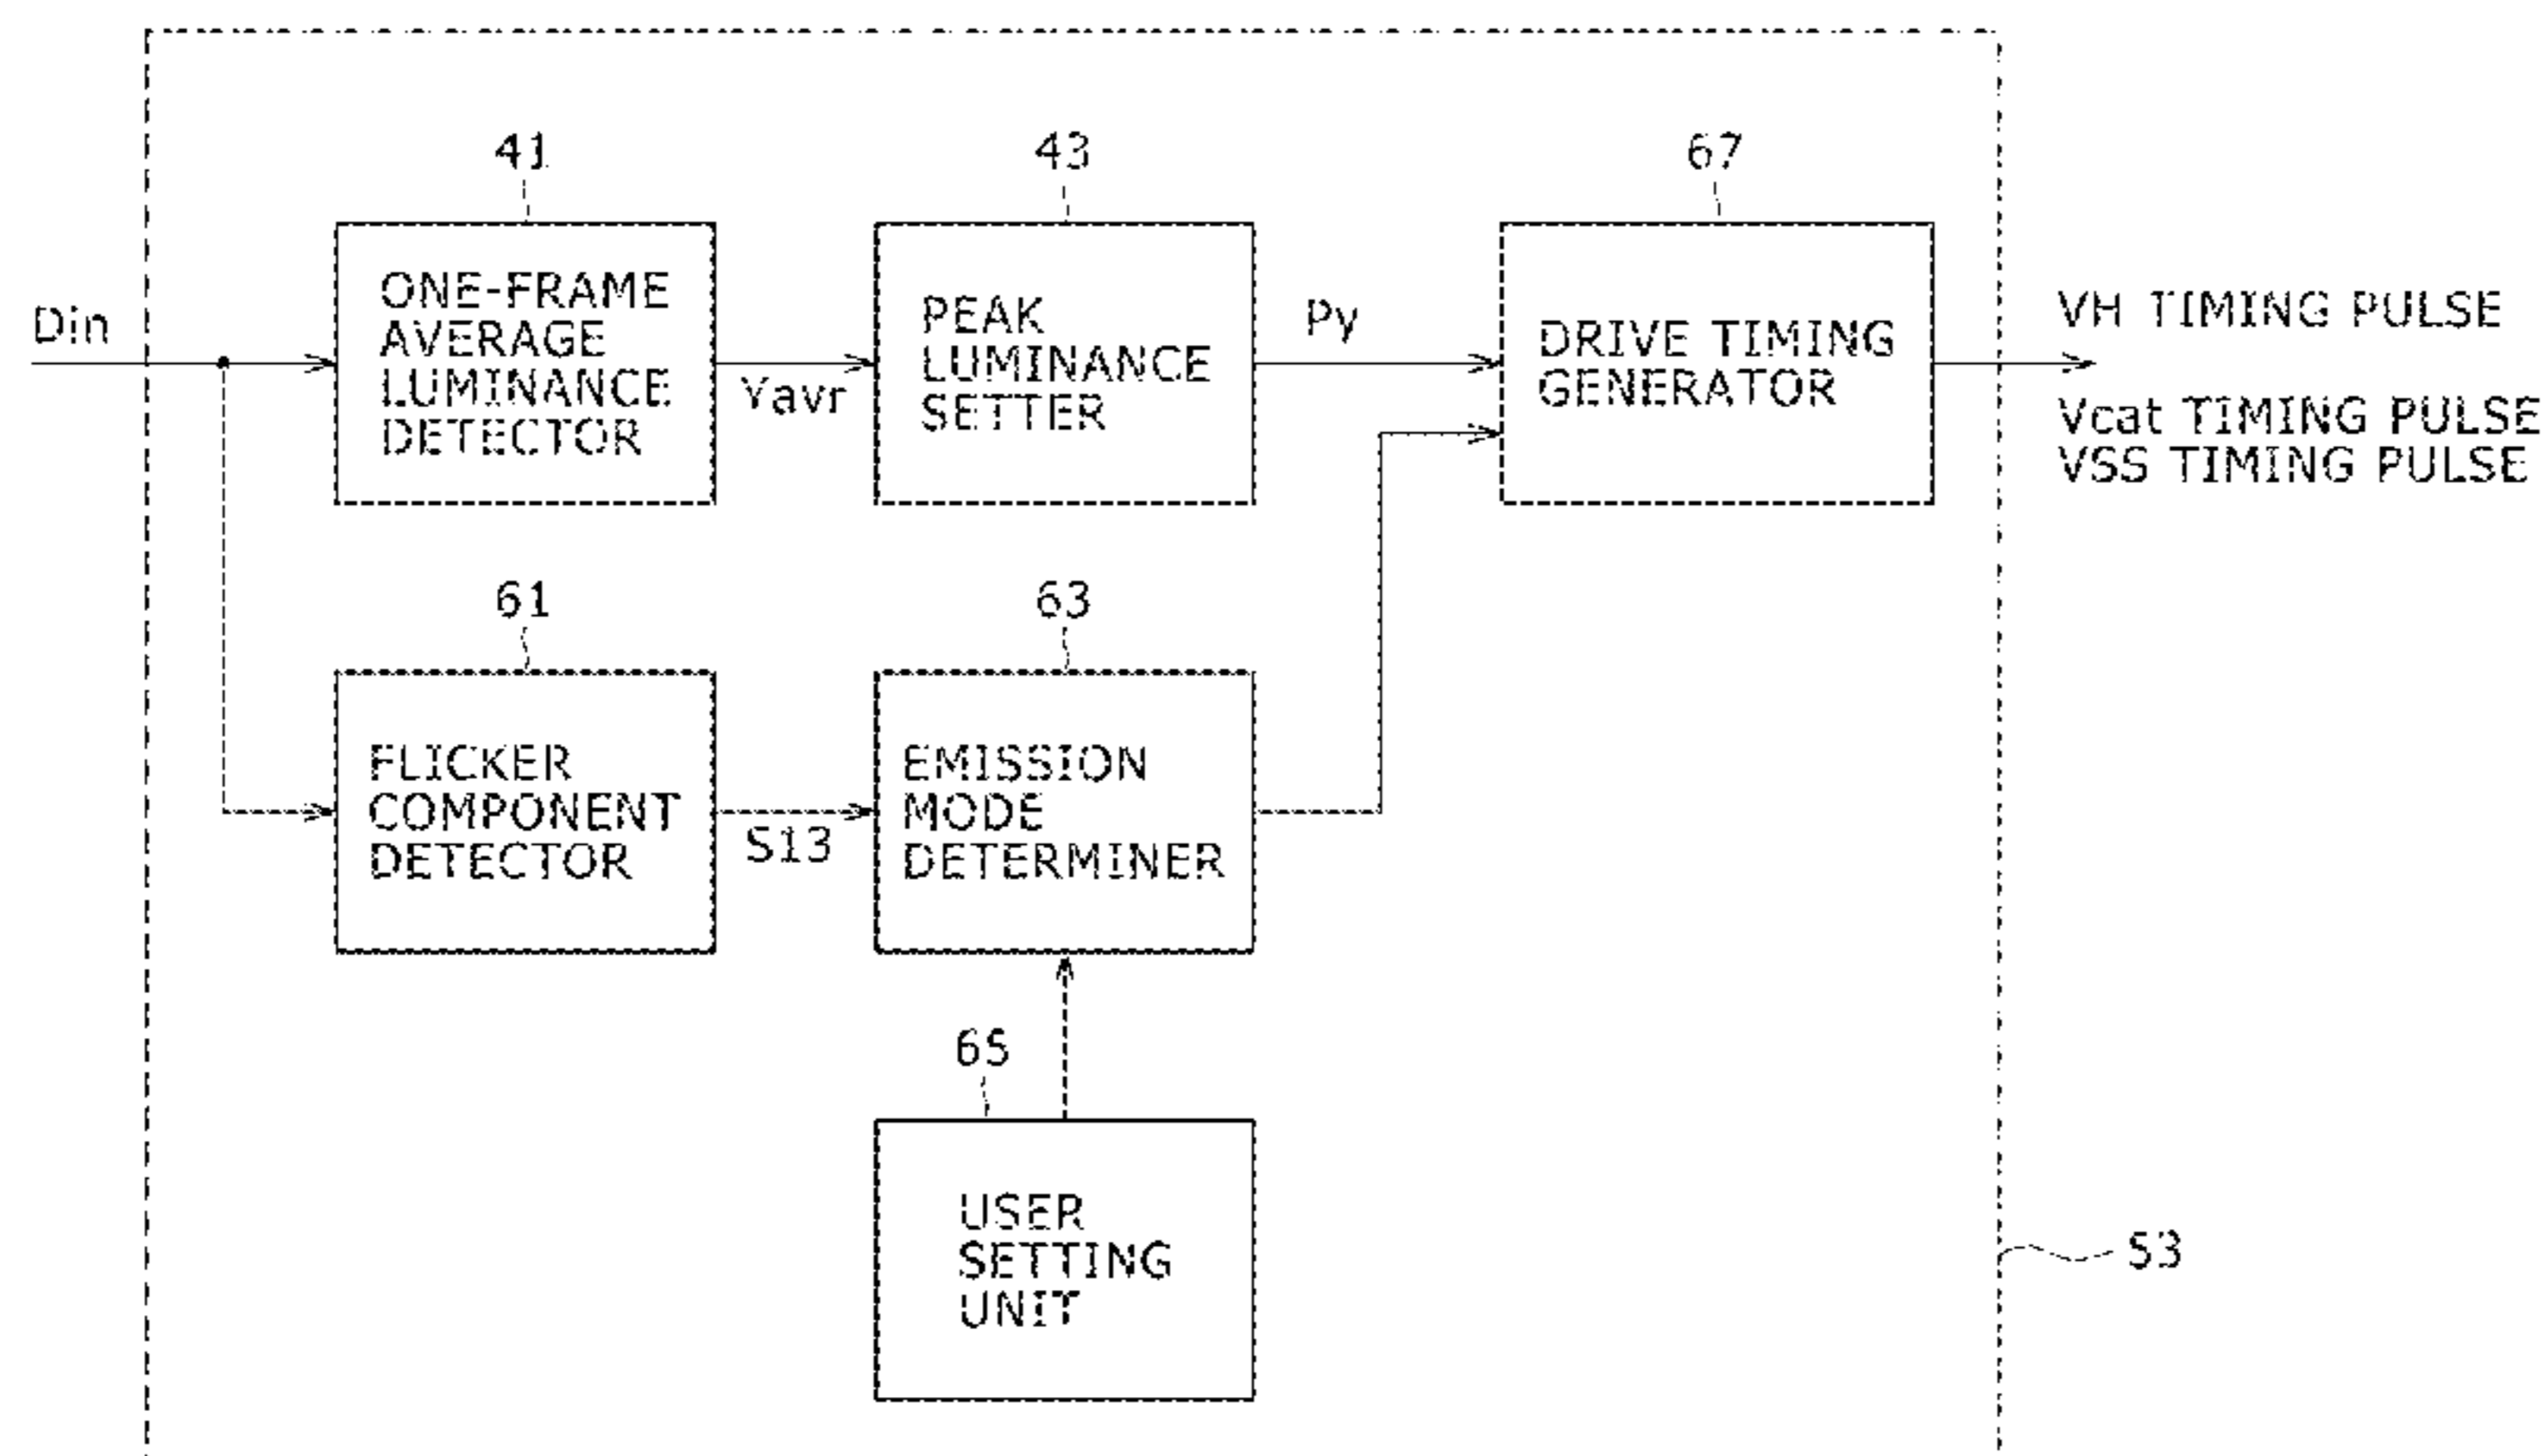 41
43
67
Din
ONE-FRAME
AVERAGE
LUMINANCE
DETECTOR
Yavr
PEAK
LUMINANCE
SETTER
Py
DRIVE TIMING
GENERATOR
VH TIMING PULSE
Vcat TIMING PULSE
VSS TIMING PULSE
61
63
FLICKER
COMPONENT
DETECTOR
S13
EMISSION
MODE
DETERMINER
65
USER
SETTING
UNIT
53